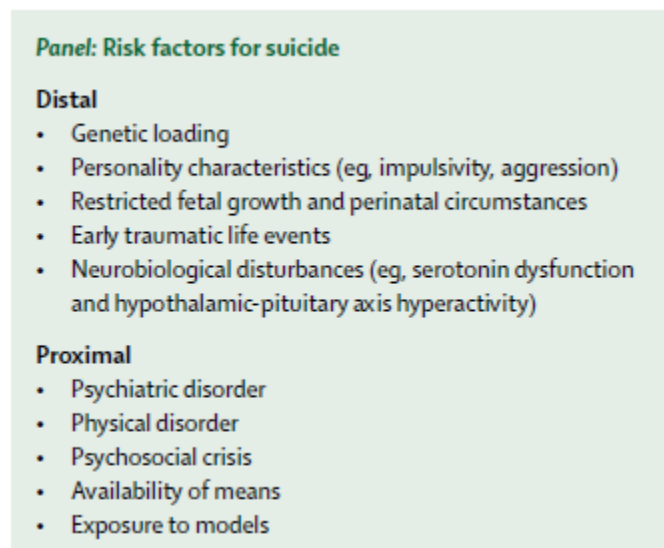 Panel: Risk factors for suicide
Distal
• Genetic loading
• Personality characteristics (eg, impulsivity, aggression)
• Restricted fetal growth and perinatal circumstances
• Early traumatic life events
• Neurobiological disturbances (eg, serotonin dysfunction
and hypothalamic-pituitary axis hyperactivity)
Proximal
• Psychiatric disorder
• Physical disorder
• Psychosocial crisis
• Availability of means
• Exposure to models